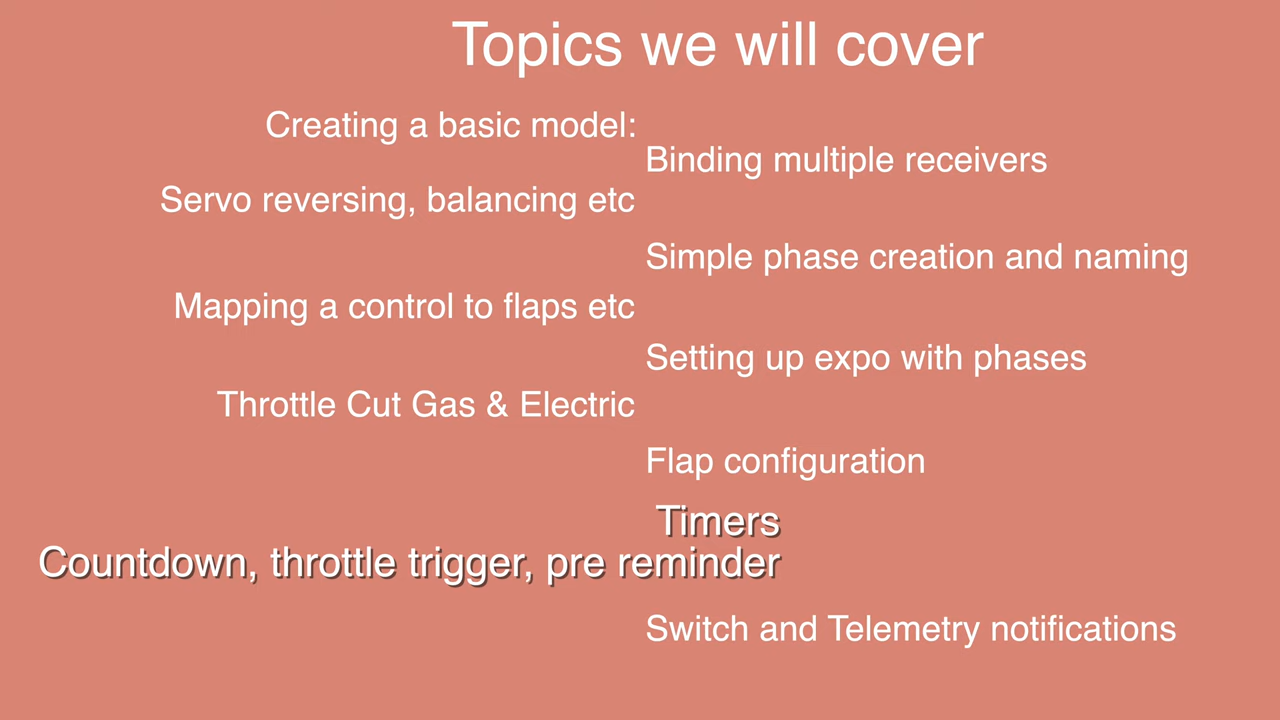 Topics we will cover
Creating a basic model:
Binding multiple receivers
Servo reversing, balancing etc
Simple phase creation and naming
Mapping a control to flaps etc
Setting up expo with phases
Throttle Cut Gas & Electric
Flap configuration
Timers
Countdown, throttle trigger, pre reminder
Switch and Telemetry notifications